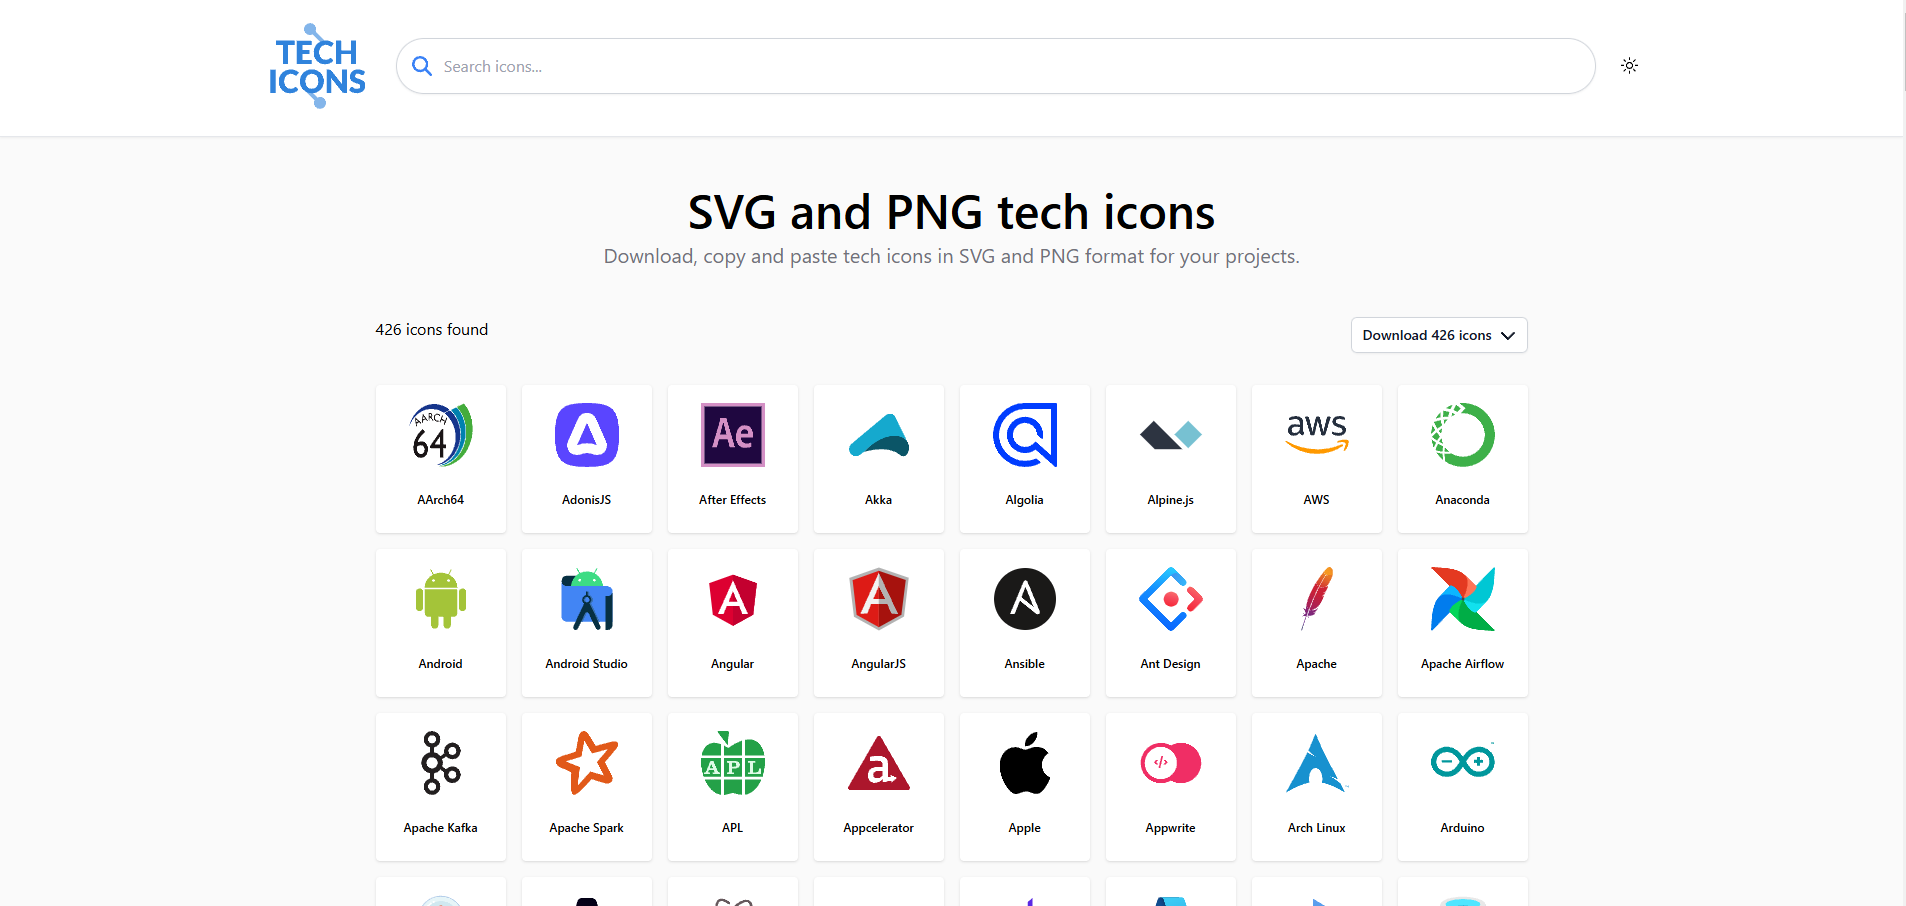 TECH
ICONS
Search icons...
SVG and PNG tech icons
Download, copy and paste tech icons in SVG and PNG format for your projects.
426 icons found
Download 426 icons
AARCH
64
Ae
aws
AArch64
AdonisJS
After Effects
Akka
Algolia
Alpine.js
AWS
Anaconda
Android
Android Studio
Angular
AngularJS
Ansible
Ant Design
Apache
Apache Airflow
APL
a
</>
Apache Kafka
Apache Spark
APL
Appcelerator
Apple
Appwrite
Arch Linux
Arduino